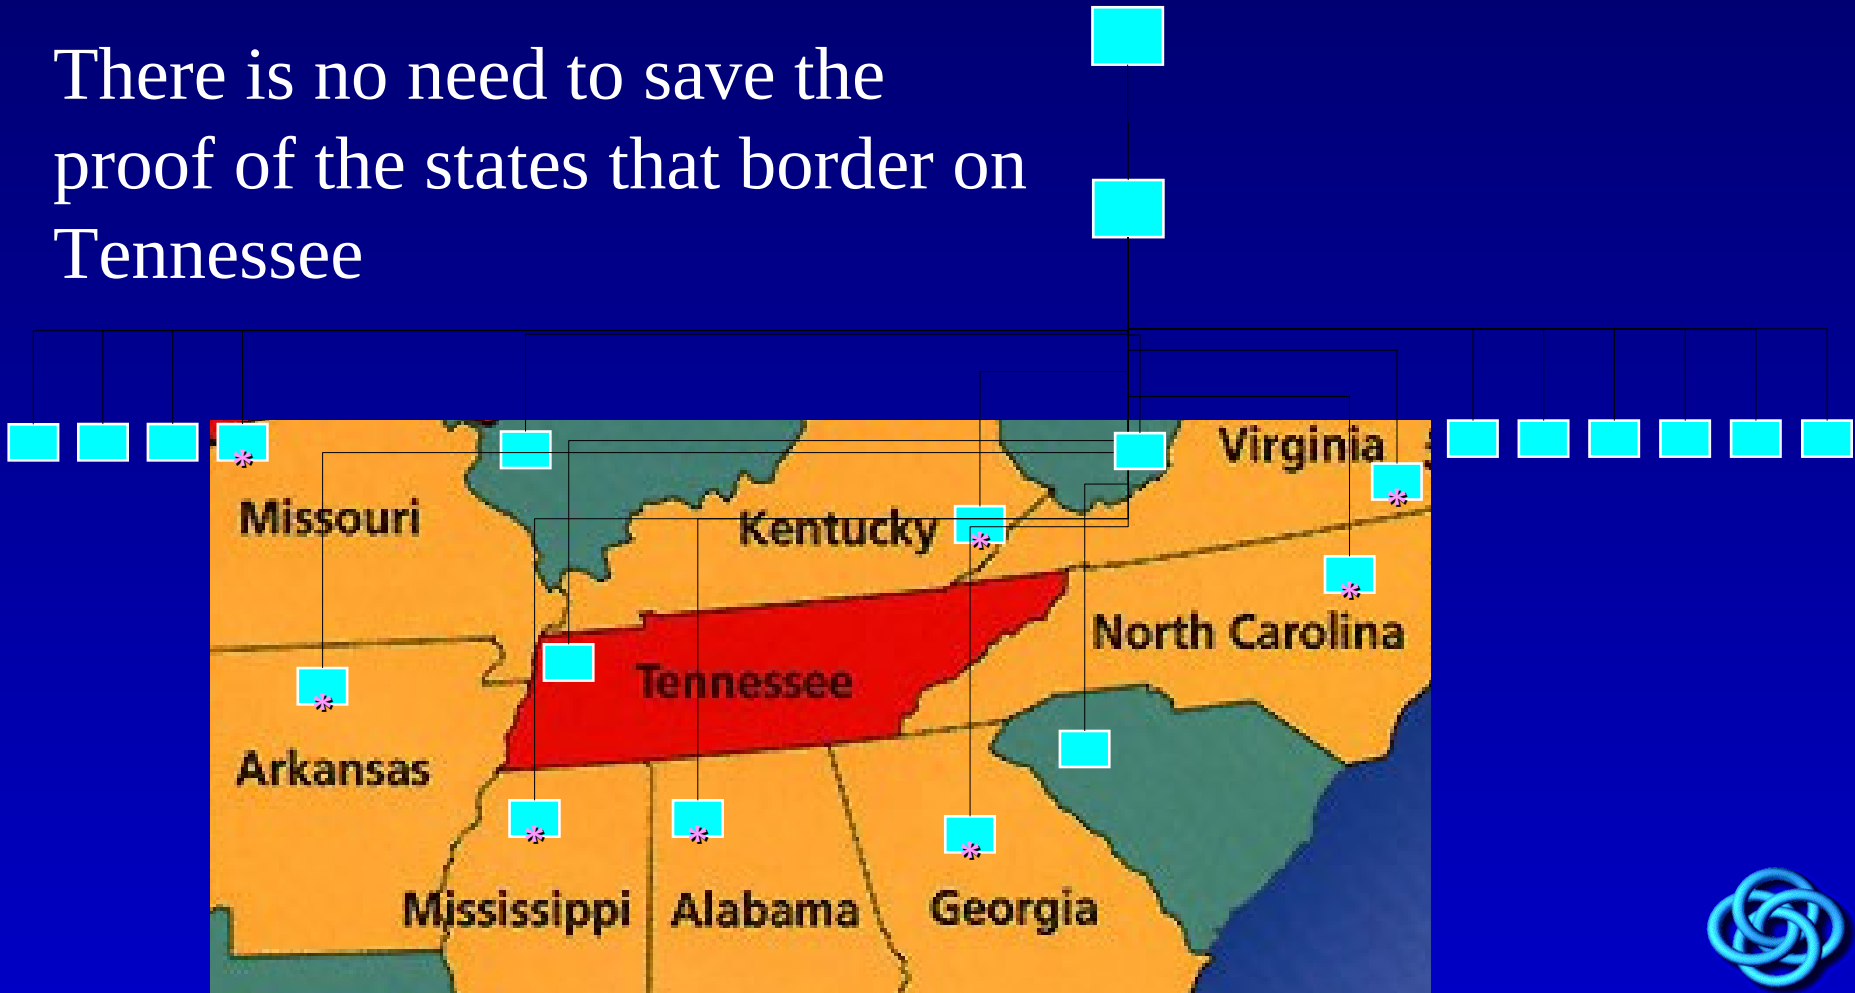 There is no need to save the
proof of the states that border on
Tennessee
Virginia
*
*
Missouri
Kentucky
*
*
North Carolina
Tennessee
*
Arkansas
*
*
*
Mississippi
Alabama
Georgia